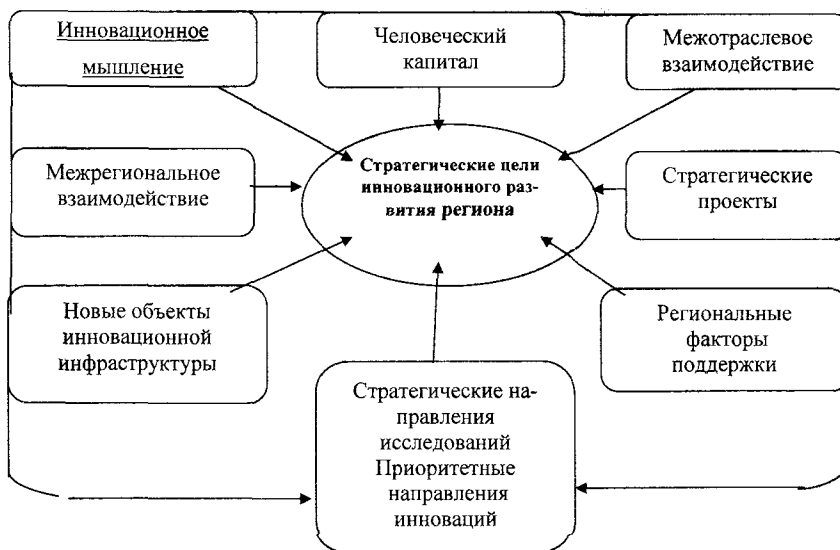 Инновационное
мышление
Человеческий
капитал
Межотраслевое
взаимодействие
Межрегиональное
взаимодействие
Стратегические цели
инновационного раз-
вития региона
Стратегические
проекты
Новые объекты
инновационной
инфраструктуры
Региональные
факторы
поддержки
Стратегические на-
правления
исследований
Приоритетные
направления
инноваций